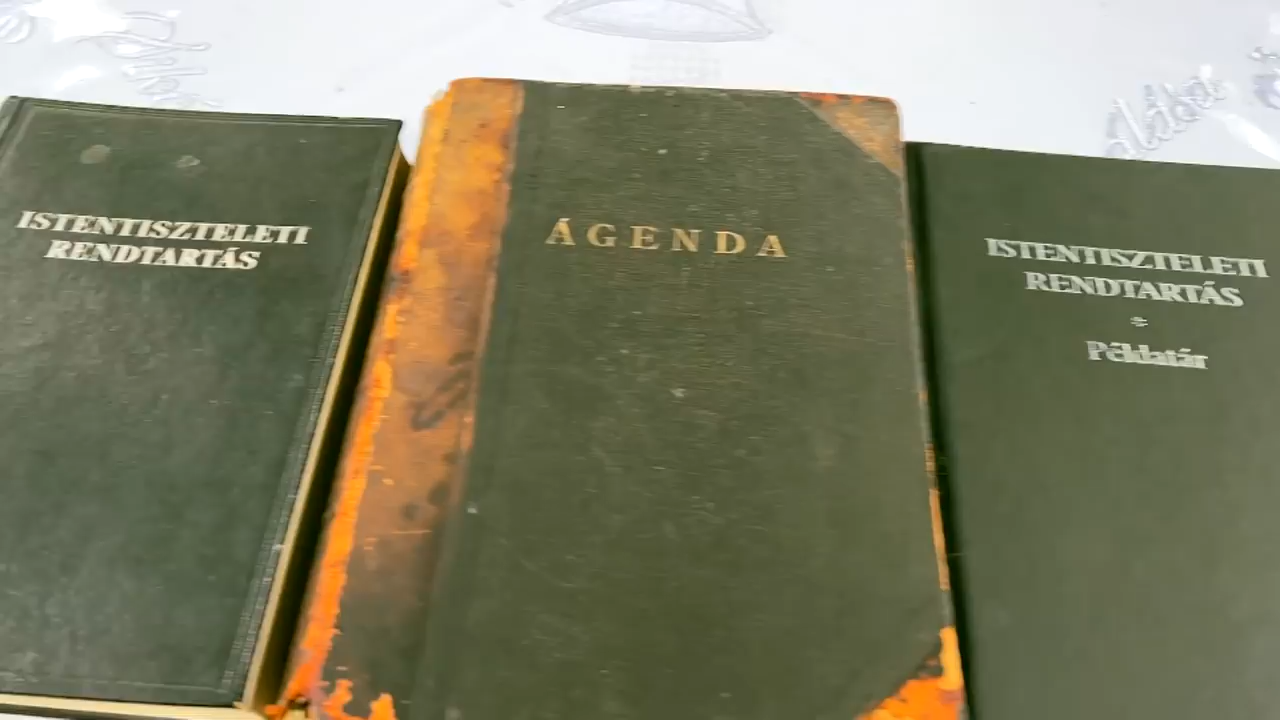 ISTENTISZTELETI
RENDTARTÁS
ÁGENDA
ISTENTISZTELETI
RENDTARTÁS
Példatár